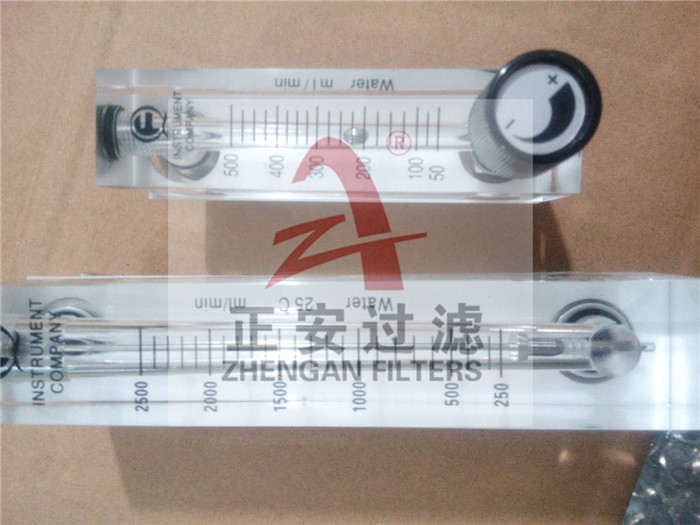 Water ml/min
INSTRUMENT
COMPANY
F
500 400 300 200 100 50
®
Water 25°C ml/min
INSTRUMENT
COMPANY
正安过滤
ZHENGAN FILTERS
2500 2000 1500 1000 500 250